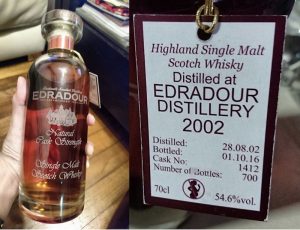 EDRADOUR
Natural
Cask Strength
Single Malt
Scotch Whisky
Highland Single Malt
Scotch Whisky
Distilled at
EDRADOUR
DISTILLERY
2002
Distilled: 28.08.02
Bottled: 01.10.16
Cask No: 1412
Number of Bottles: 700
70cl 54.6%vol.